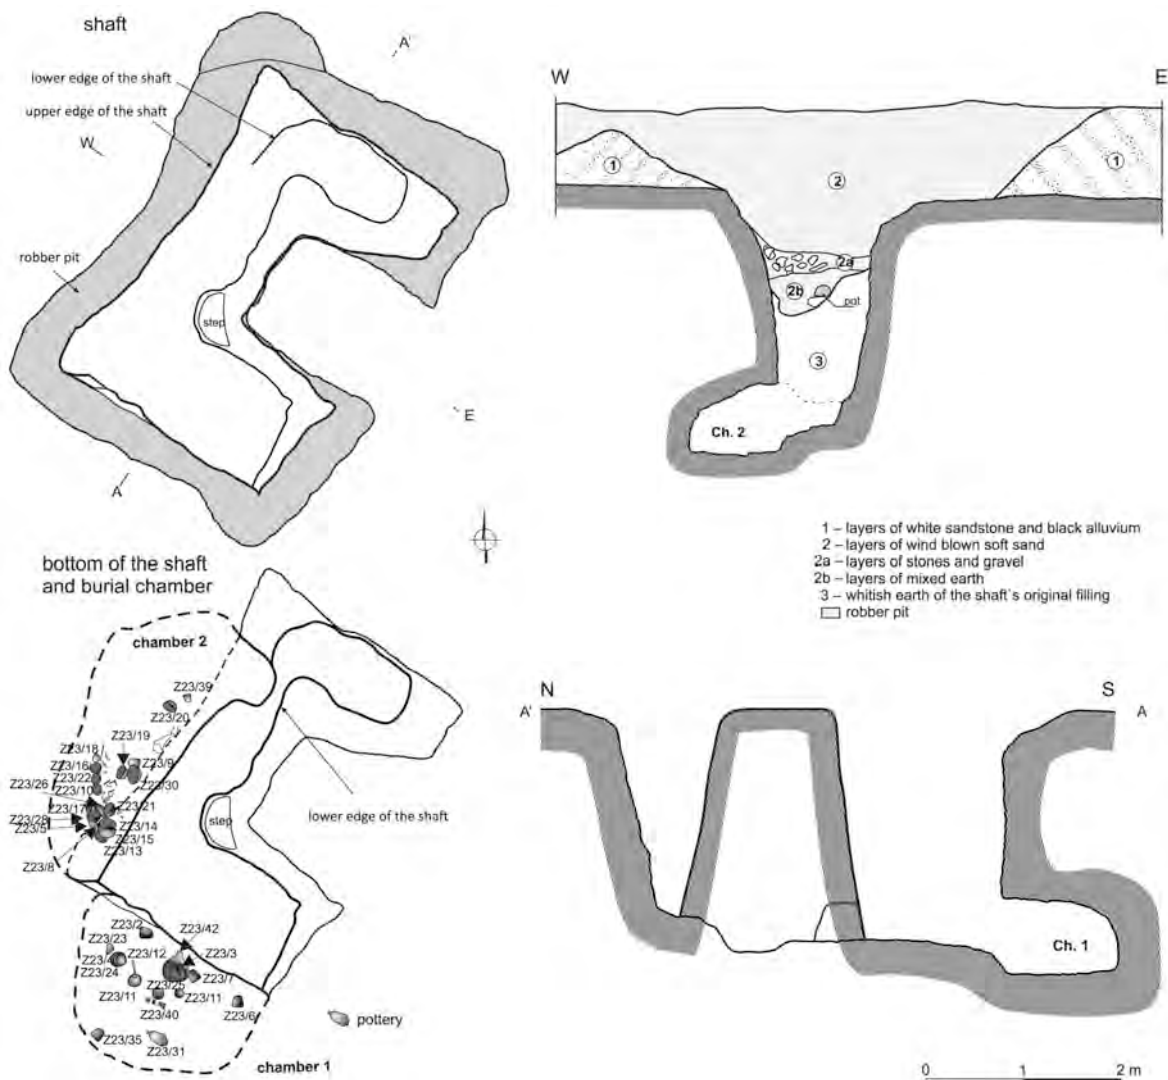 shaft
A'
lower edge of the shaft
upper edge of the shaft
W
robber pit
step
E
A
W
E
1
1
2
2a
2b
pot
3
Ch. 2
1 – layers of white sandstone and black alluvium
2 – layers of wind blown soft sand
2a – layers of stones and gravel
2b – layers of mixed earth
3 – whitish earth of the shaft`s original filling
robber pit
bottom of the shaft
and burial chamber
chamber 2
Z23/39
Z23/20
Z23/19
Z23/18
Z23/16
Z23/9
Z23/22
Z23/30
Z23/26
Z23/10
Z23/17
Z23/21
Z23/28
Z23/5
Z23/14
Z23/15
Z23/13
Z23/8
step
lower edge of the shaft
Z23/2
Z23/42
Z23/23
Z23/12
Z23/3
Z23/4
Z23/24
Z23/7
Z23/25
Z23/11
Z23/11
Z23/40
Z23/6
Z23/35
Z23/31
pottery
chamber 1
N
S
A'
A
Ch. 1
0
1
2 m